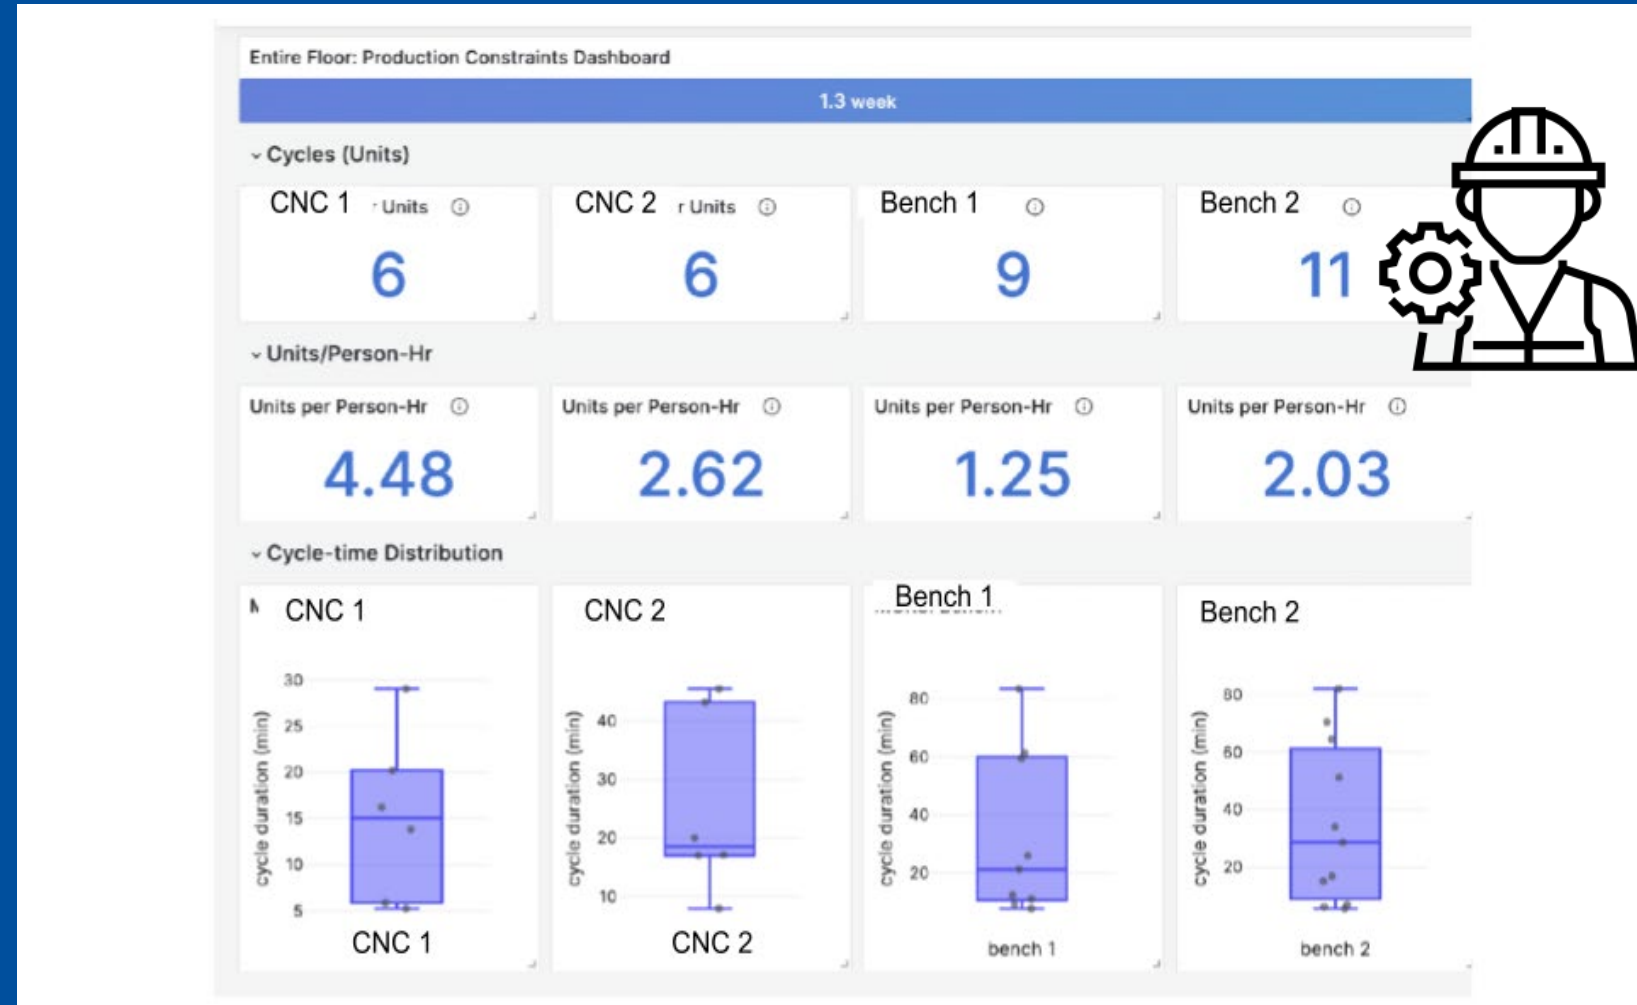 Entire Floor: Production Constraints Dashboard
1.3 week
Cycles (Units)
CNC 1 Units
CNC 2 r Units
Bench 1
Bench 2
6
6
9
11
Units/Person-Hr
Units per Person-Hr
Units per Person-Hr
Units per Person-Hr
Units per Person-Hr
4.48
2.62
1.25
2.03
Cycle-time Distribution
CNC 1
cycle duration (min)
30
25
20
15
10
5
CNC 1
CNC 2
cycle duration (min)
40
30
20
10
CNC 2
Bench 1
cycle duration (min)
80
60
40
20
bench 1
Bench 2
cycle duration (min)
80
60
40
20
bench 2